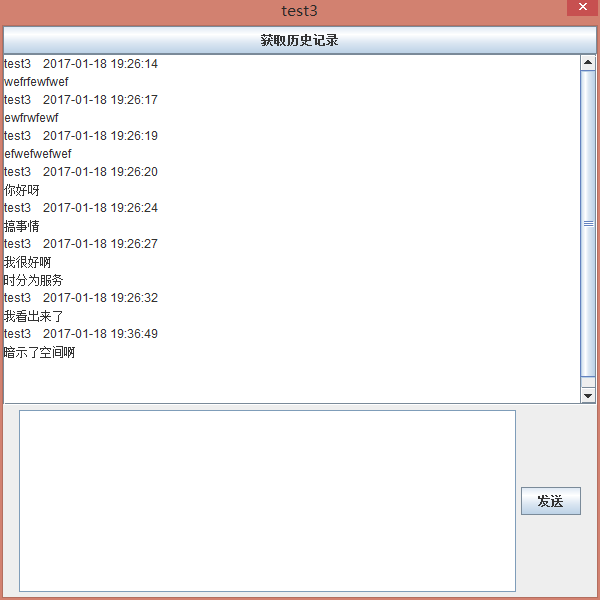 test3
获取历史记录
test3 2017-01-18 19:26:14
wefrfewfwef
test3 2017-01-18 19:26:17
ewfrwfewf
test3 2017-01-18 19:26:19
efwefwefwef
test3 2017-01-18 19:26:20
你好呀
test3 2017-01-18 19:26:24
搞事情
test3 2017-01-18 19:26:27
我很好啊
时分为服务
test3 2017-01-18 19:26:32
我看出来了
test3 2017-01-18 19:36:49
暗示了空间啊
发送